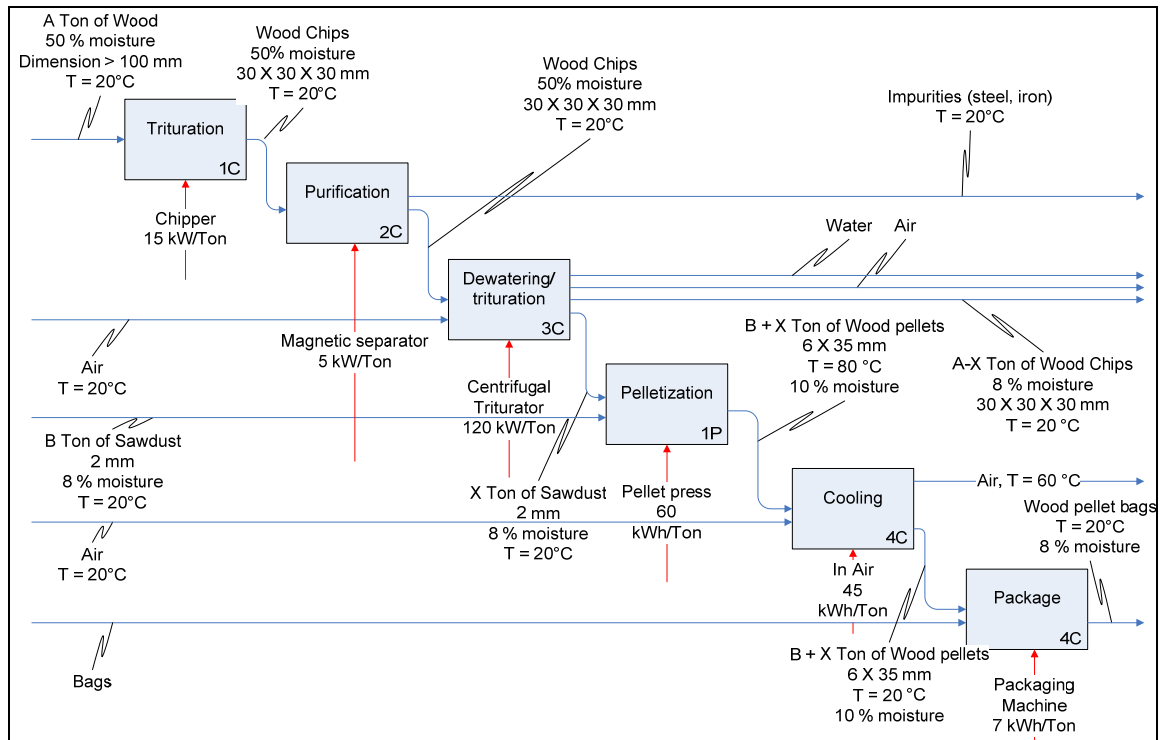 A Ton of Wood
50 % moisture
Dimension > 100 mm
T = 20°C
Wood Chips
50% moisture
30 X 30 X 30 mm
T = 20°C
Wood Chips
50% moisture
30 X 30 X 30 mm
T = 20°C
Impurities (steel, iron)
T = 20°C
Trituration
1C
Chipper
15 kW/Ton
Purification
2C
Magnetic separator
5 kW/Ton
Water
Air
Dewatering/
trituration
3C
Air
T = 20°C
Centrifugal
Triturator
120 kW/Ton
B + X Ton of Wood pellets
6 X 35 mm
T = 80 °C
10 % moisture
A-X Ton of Wood Chips
8 % moisture
30 X 30 X 30 mm
T = 20 °C
Pelletization
1P
B Ton of Sawdust
2 mm
8 % moisture
T = 20°C
X Ton of Sawdust
2 mm
8 % moisture
T = 20°C
Pellet press
60
kWh/Ton
Cooling
4C
Air, T = 60 °C
Wood pellet bags
T = 20°C
8 % moisture
Air
T = 20°C
In Air
45
kWh/Ton
Package
4C
Bags
B + X Ton of Wood pellets
6 X 35 mm
T = 20 °C
10 % moisture
Packaging
Machine
7 kWh/Ton